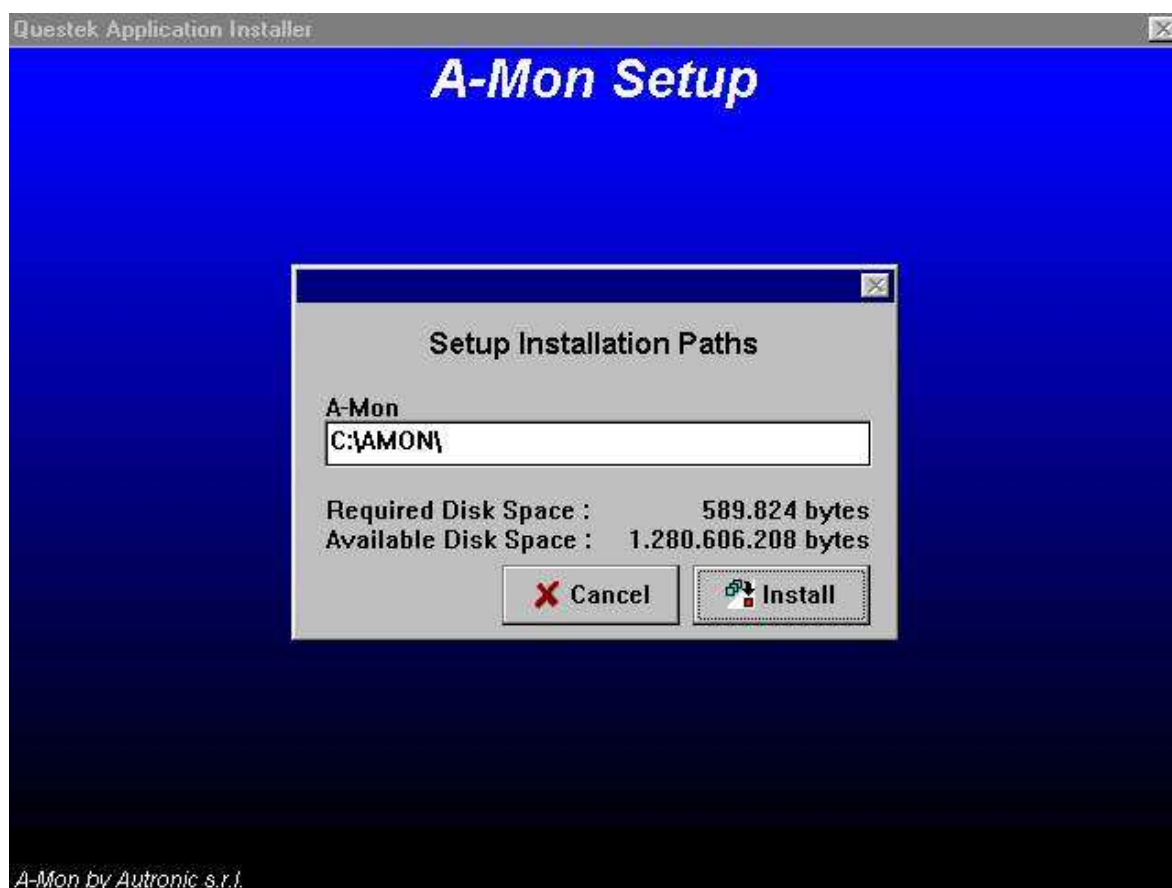 Questek Application Installer
A-Mon Setup
Setup Installation Paths
A-Mon
C:\AMON\
Required Disk Space : 589.824 bytes
Available Disk Space : 1.280.606.208 bytes
Cancel Install
A-Mon by Autronic s.r.l.